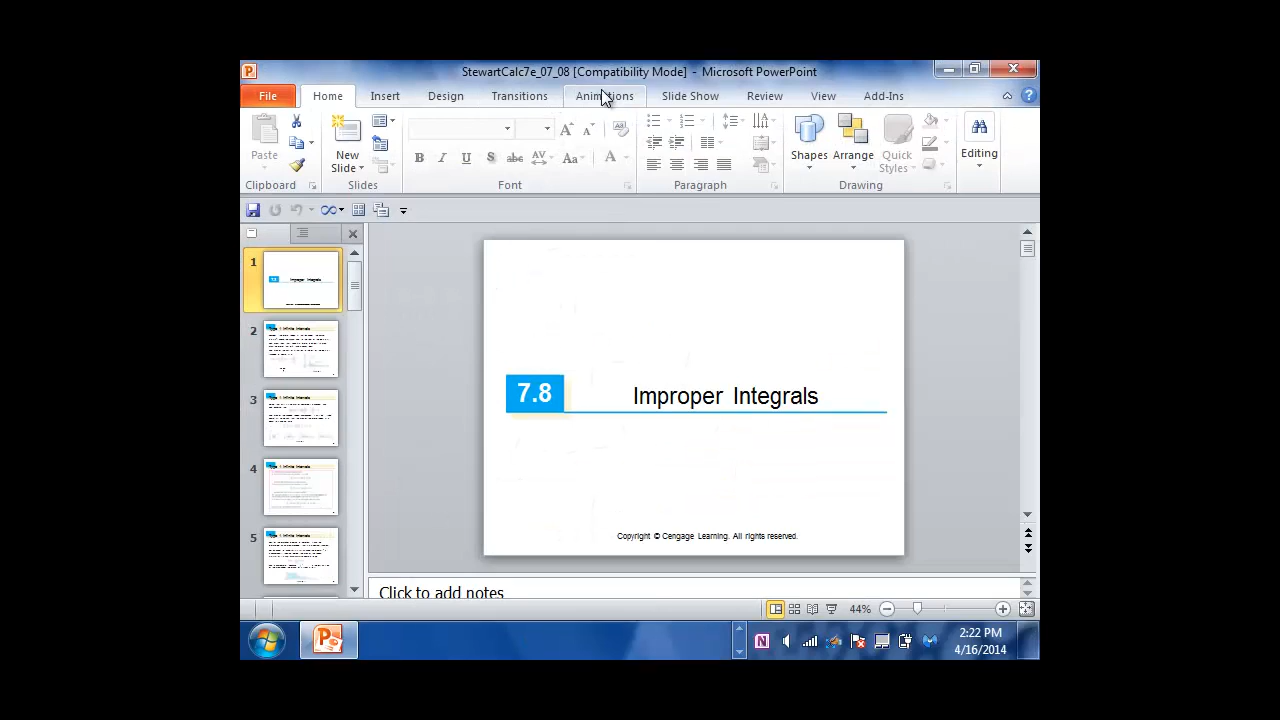 StewartCalc7e_07_08 [Compatibility Mode] - Microsoft PowerPoint
File Home Insert Design Transitions Animations Slide Show Review View Add-Ins
Paste New Slide Shapes Arrange Quick Styles Editing
Clipboard Slides Font Paragraph Drawing
1
2
3
4
5
7.8 Improper Integrals
Copyright © Cengage Learning. All rights reserved.
Click to add notes
44%
2:22 PM
4/16/2014